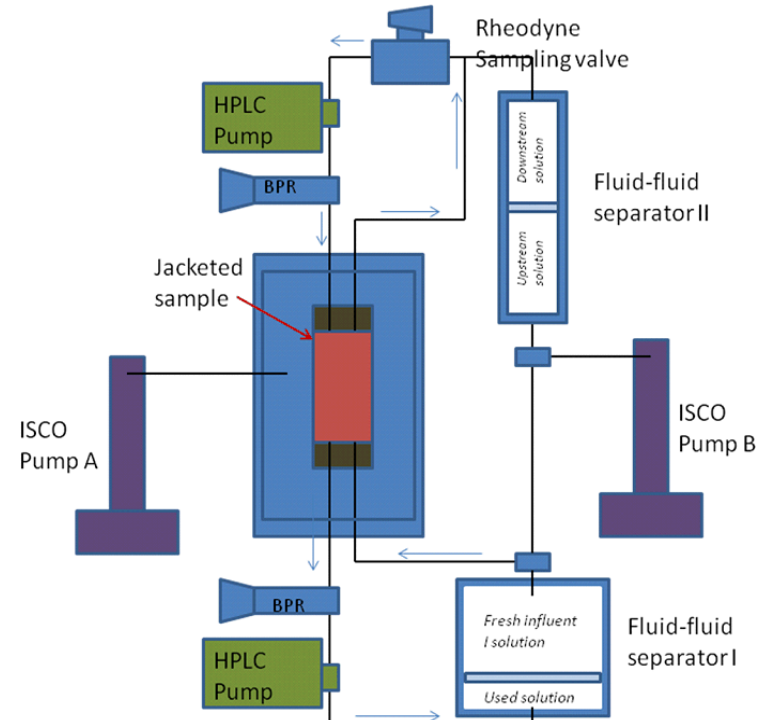 Rheodyne
Sampling valve
HPLC
Pump
BPR
Downstream
solution
Upstream
solution
Fluid-fluid
separator II
Jacketed
sample
ISCO
Pump A
ISCO
Pump B
BPR
HPLC
Pump
Fresh influent
I solution
Used solution
Fluid-fluid
separator I